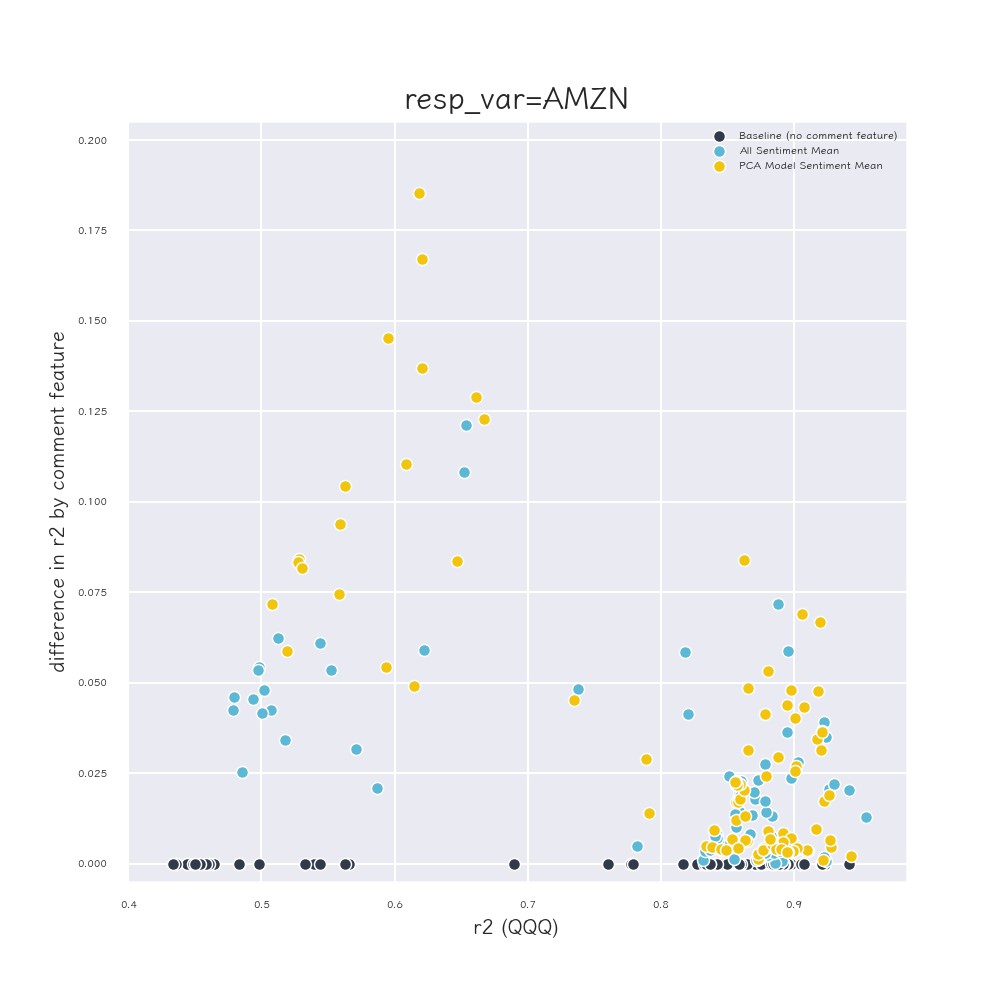 resp_var=AMZN
Baseline (no comment feature)
All Sentiment Mean
PCA Model Sentiment Mean
difference in r2 by comment feature
0.200
0.175
0.150
0.125
0.100
0.075
0.050
0.025
0.000
0.4 0.5 0.6 0.7 0.8 0.9
r2 (QQQ)